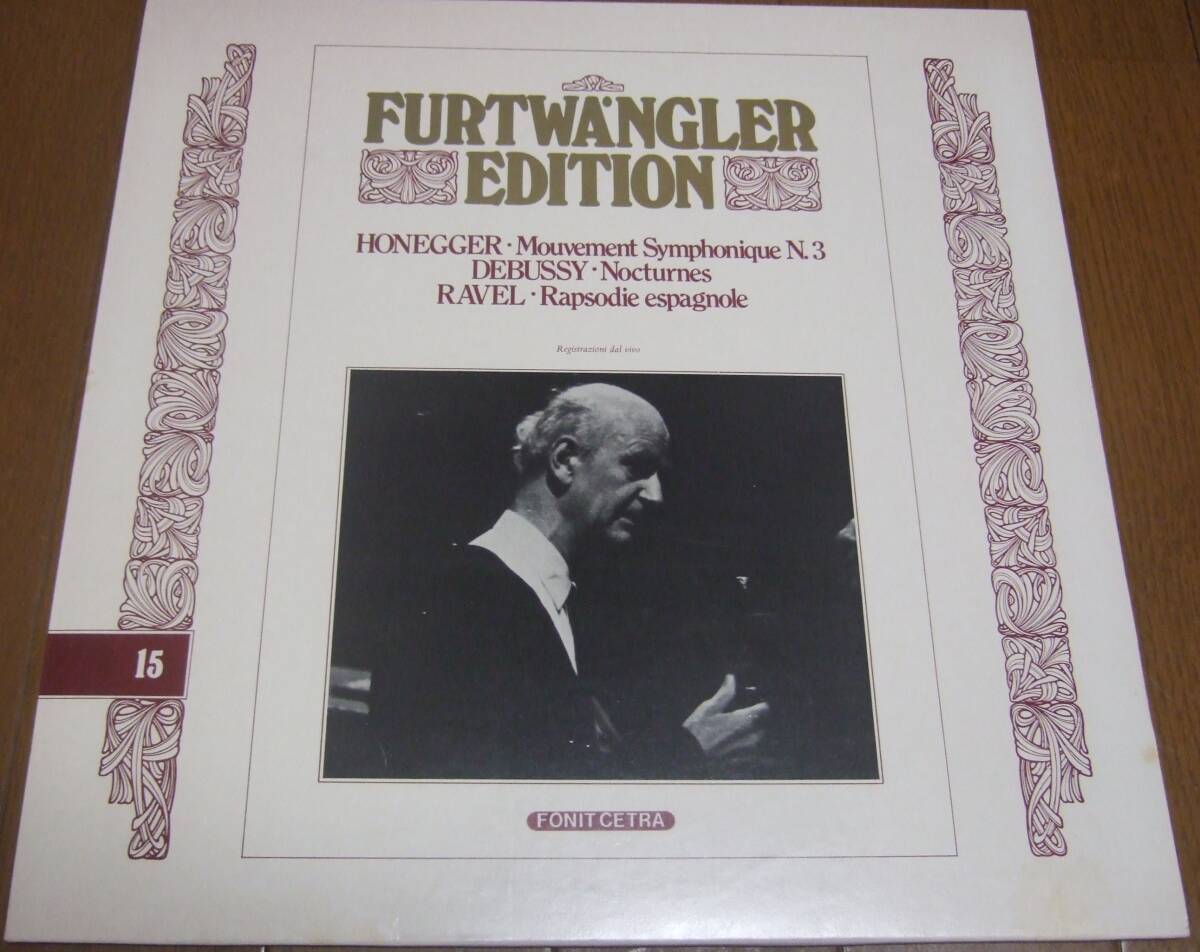 FURTWÄNGLER
EDITION
HONEGGER · Mouvement Symphonique N. 3
DEBUSSY · Nocturnes
RAVEL · Rapsodie espagnole
Registrazioni dal vivo
15
FONIT CETRA